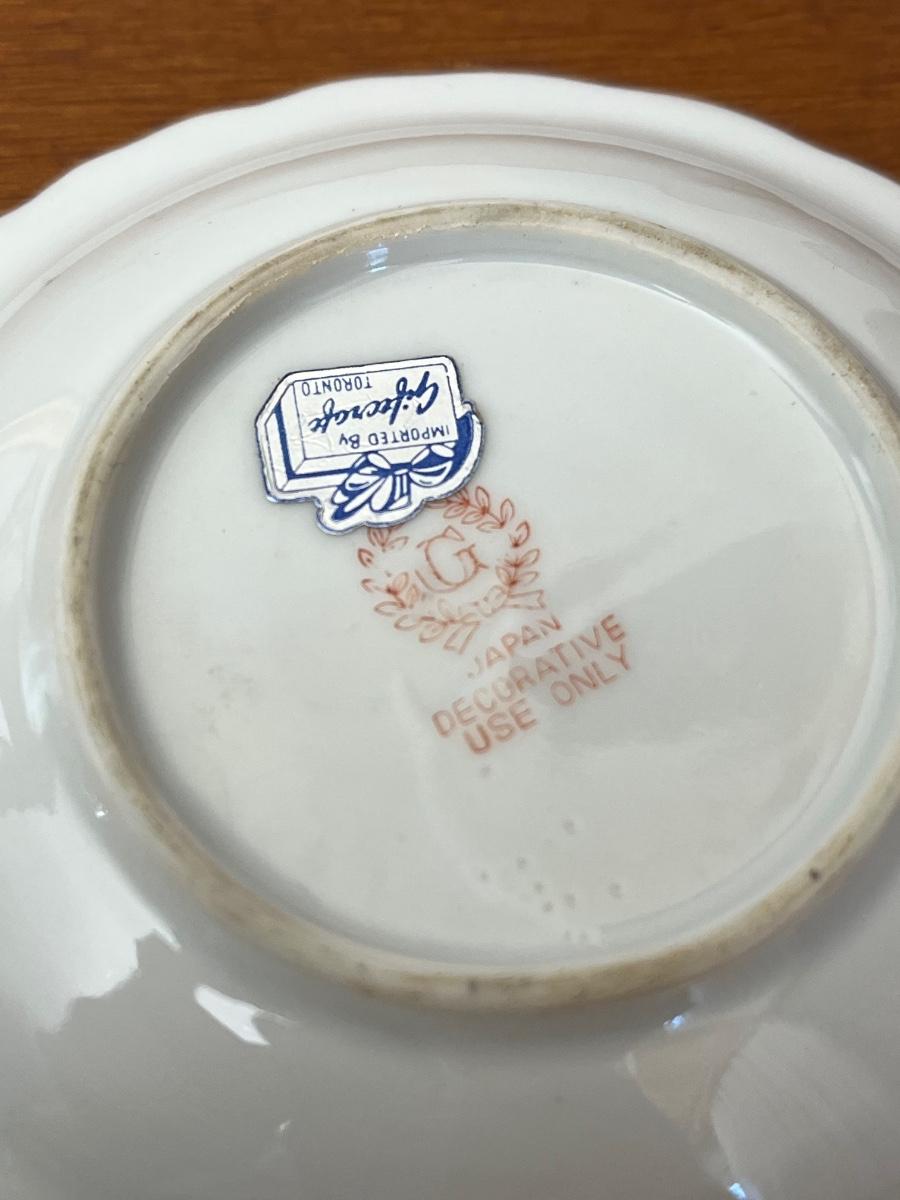 IMPORTED BY
Giftcraft
TORONTO
G
JAPAN
DECORATIVE
USE ONLY